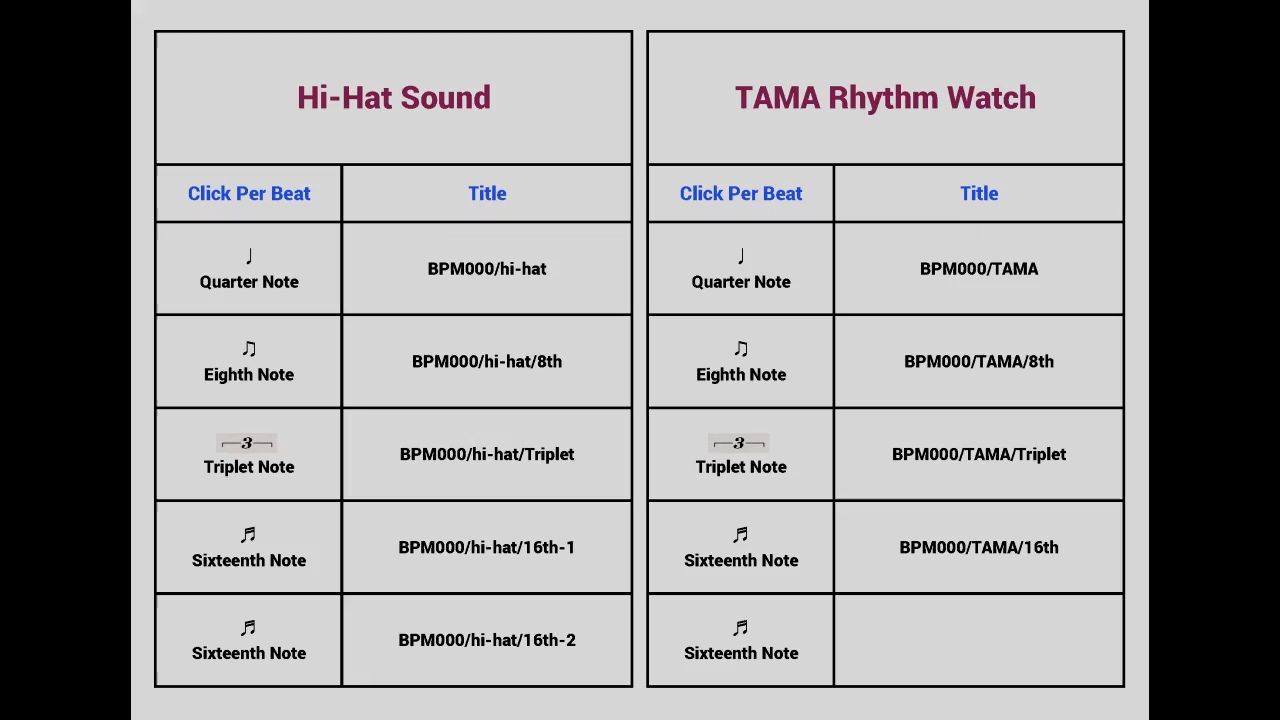 Hi-Hat Sound
Click Per Beat Title
♩
Quarter Note
BPM000/hi-hat
♫
Eighth Note
BPM000/hi-hat/8th
3
Triplet Note
BPM000/hi-hat/Triplet
♬
Sixteenth Note
BPM000/hi-hat/16th-1
♬
Sixteenth Note
BPM000/hi-hat/16th-2
TAMA Rhythm Watch
Click Per Beat Title
♩
Quarter Note
BPM000/TAMA
♫
Eighth Note
BPM000/TAMA/8th
3
Triplet Note
BPM000/TAMA/Triplet
♬
Sixteenth Note
BPM000/TAMA/16th
♬
Sixteenth Note